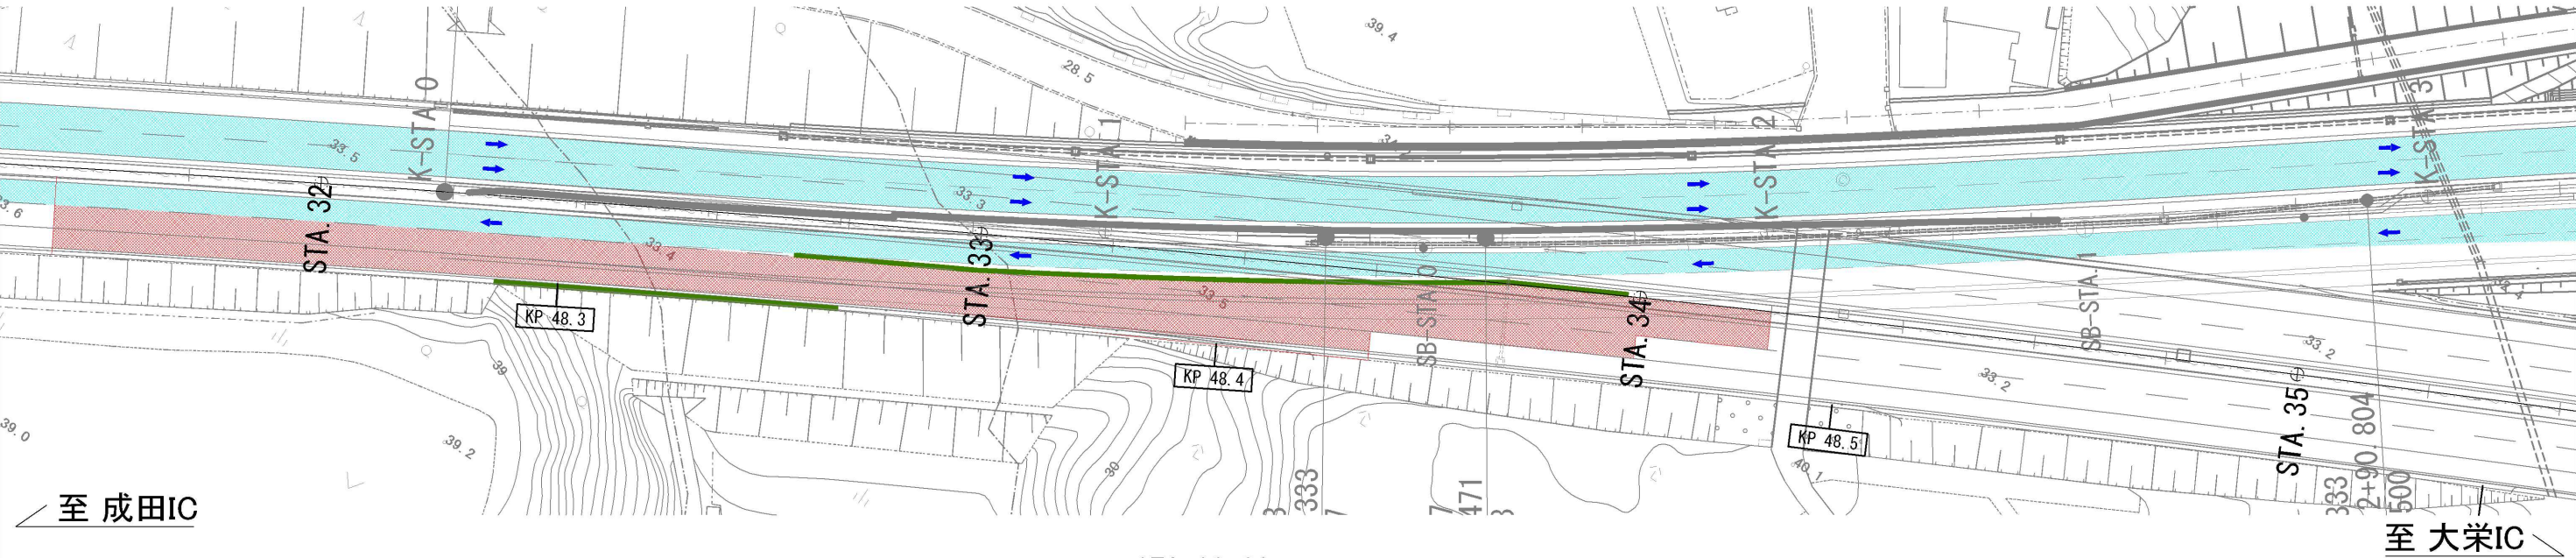 39.4
28.5
K-STA 0
K-STA 1
K-STA 2
K-STA 3
33.5
33.3
33.4
33.5
STA. 32
STA. 33
STA. 34
STA. 35
SB-STA 0
SB-STA 1
KP 48.3
KP 48.4
KP 48.5
33.2
33.2
39
39.0
39.2
40.1
333
471
333
2+90.804
500
至 成田IC
至 大栄IC